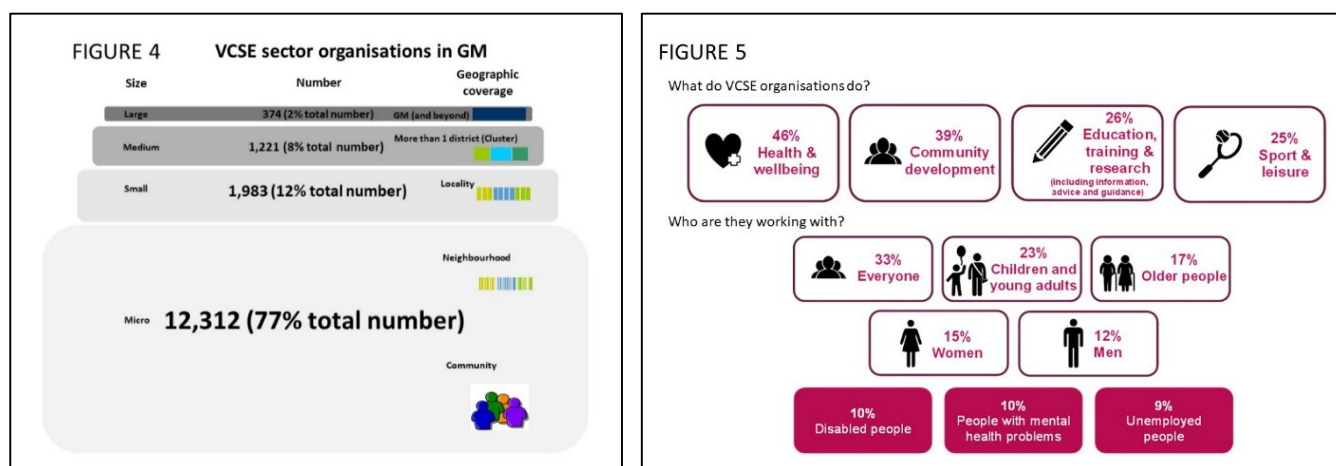 FIGURE 4
VCSE sector organisations in GM
Size
Number
Geographic
coverage
Large
374 (2% total number)
GM (and beyond)
Medium
1,221 (8% total number)
More than 1 district (Cluster)
Small
1,983 (12% total number)
Locality
Neighbourhood
Micro
12,312 (77% total number)
Community
FIGURE 5
What do VCSE organisations do?
46%
Health &
wellbeing
39%
Community
development
26%
Education,
training &
research
(including information,
advice and guidance)
25%
Sport &
leisure
Who are they working with?
33%
Everyone
23%
Children and
young adults
17%
Older people
15%
Women
12%
Men
10%
Disabled people
10%
People with mental
health problems
9%
Unemployed
people